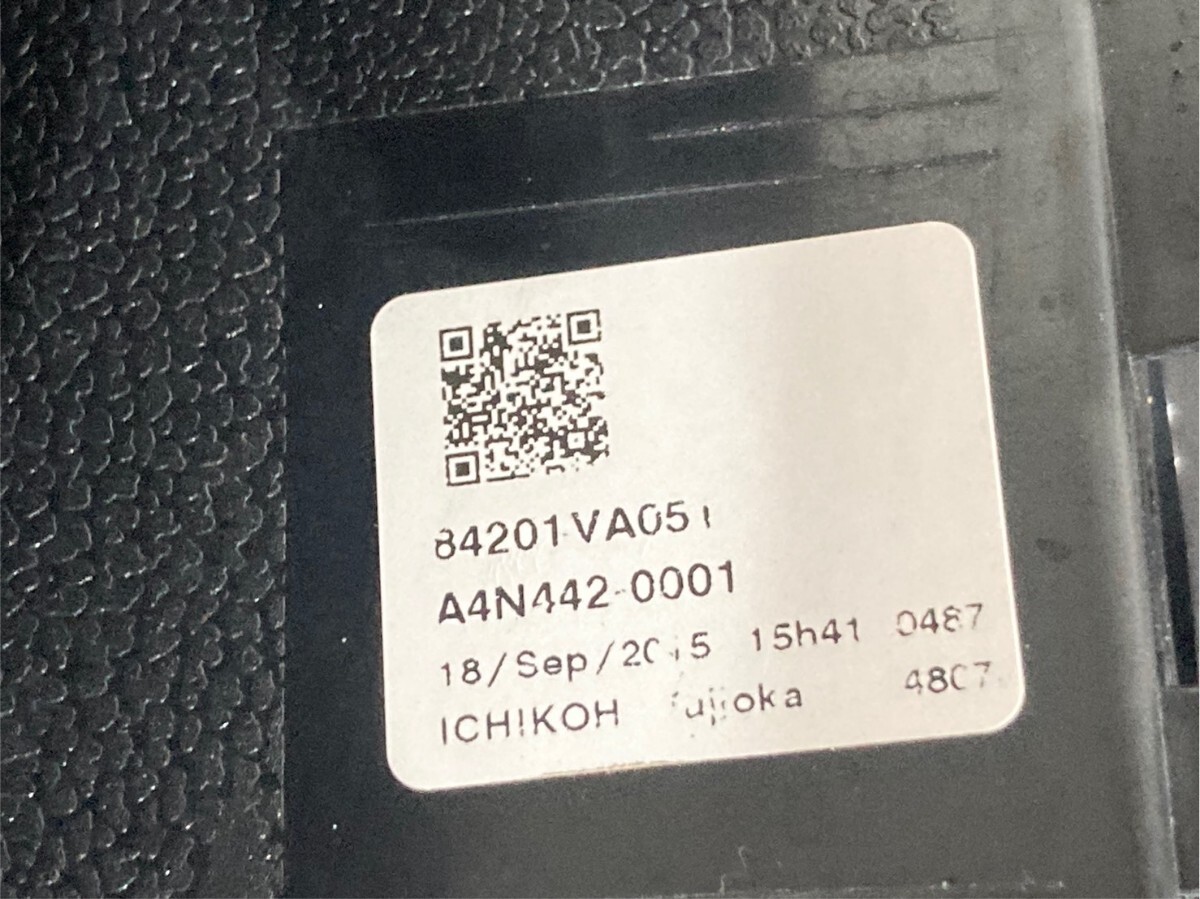 84201VA051
A4N442-0001
18/Sep/2015 15h41 0487
ICHIKOH fujioka 4807